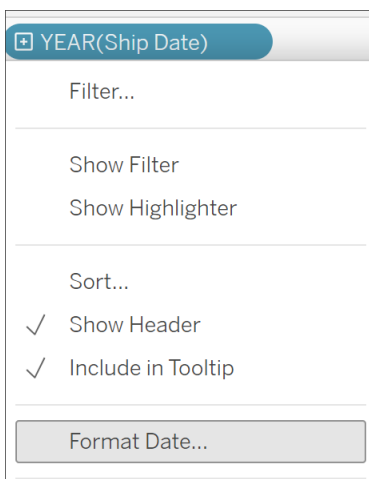 YEAR(Ship Date)
Filter...
Show Filter
Show Highlighter
Sort...
Show Header
Include in Tooltip
Format Date...